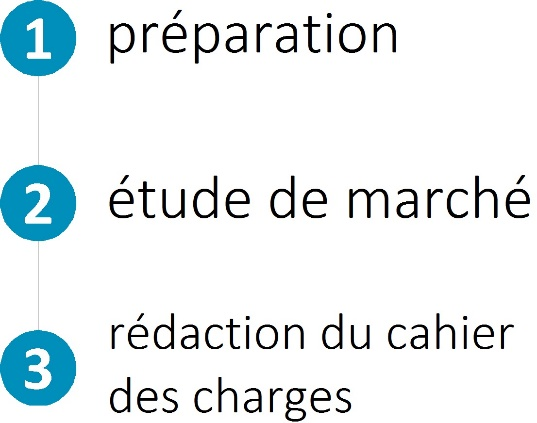 1 préparation
2 étude de marché
3 rédaction du cahier
des charges